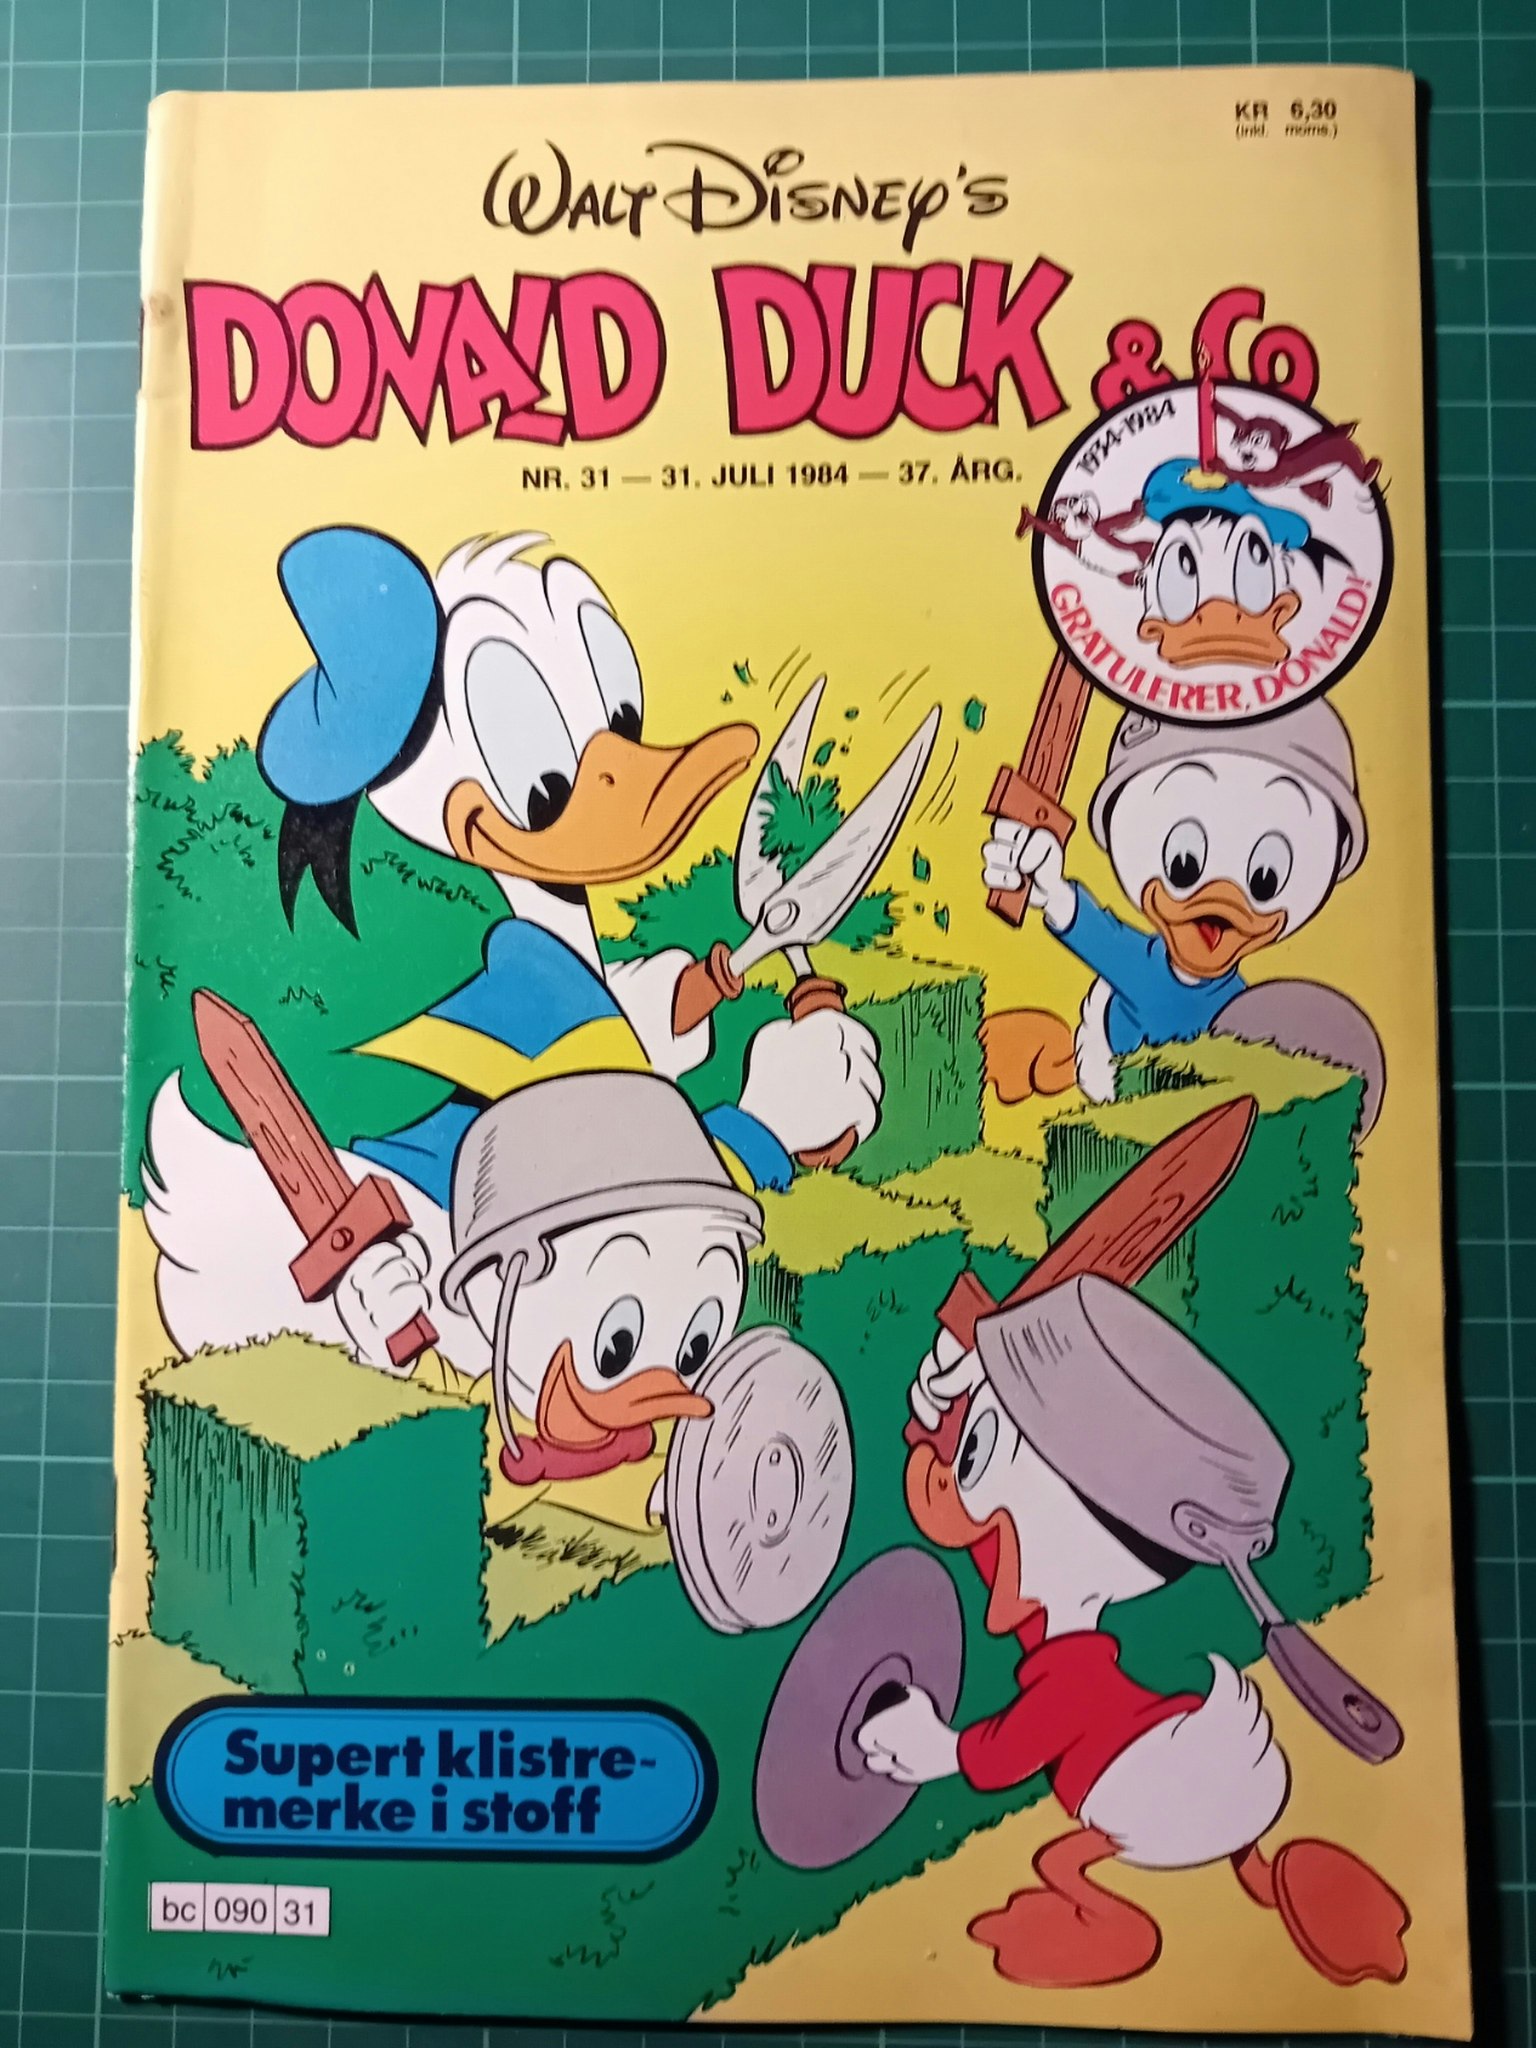 KR 6,30
(inkl. moms.)
WALT DISNEY'S
DONALD DUCK & Co
NR. 31 — 31. JULI 1984 — 37. ÅRG.
1934-1984
GRATULERER, DONALD!
Supert klistre-
merke i stoff
bc 090 31